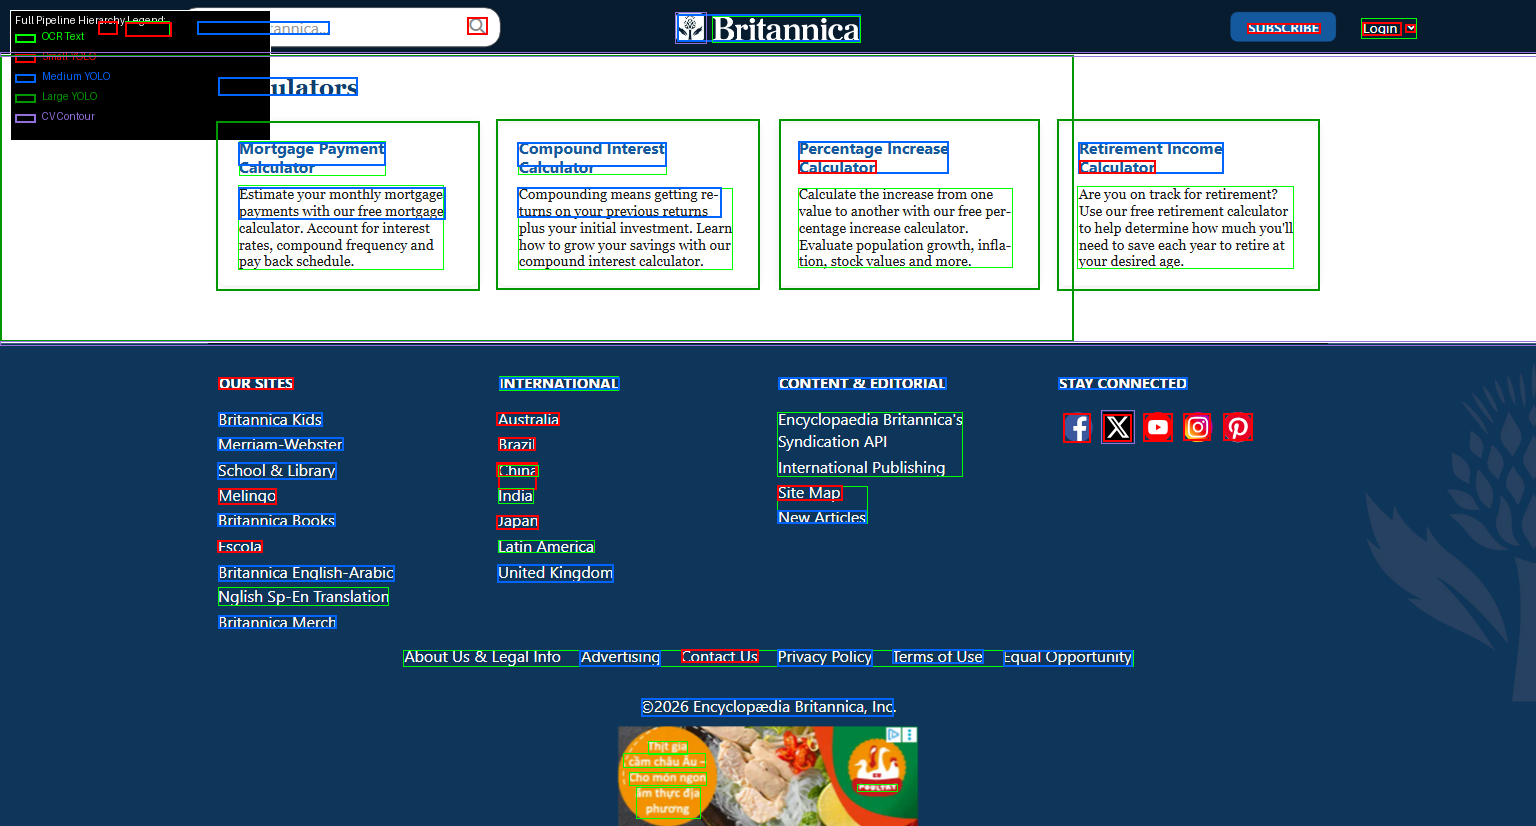 Full Pipeline Hierarchy Legend:
OCR Text
Small YOLO
Medium YOLO
Large YOLO
CV Contour
Britannica
SUBSCRIBE
Login
Mortgage Payment
Calculator
Estimate your monthly mortgage
payments with our free mortgage
calculator. Account for interest
rates, compound frequency and
pay back schedule.
Compound Interest
Calculator
Compounding means getting re-
turns on your previous returns
plus your initial investment. Learn
how to grow your savings with our
compound interest calculator.
Percentage Increase
Calculator
Calculate the increase from one
value to another with our free per-
centage increase calculator.
Evaluate population growth, infla-
tion, stock values and more.
Retirement Income
Calculator
Are you on track for retirement?
Use our free retirement calculator
to help determine how much you'll
need to save each year to retire at
your desired age.
OUR SITES
Britannica Kids
Merriam-Webster
School & Library
Melingo
Britannica Books
Escola
Britannica English-Arabic
Nglish Sp-En Translation
Britannica Merch
INTERNATIONAL
Australia
Brazil
China
India
Japan
Latin America
United Kingdom
CONTENT & EDITORIAL
Encyclopaedia Britannica's
Syndication API
International Publishing
Site Map
New Articles
STAY CONNECTED
About Us & Legal Info Advertising Contact Us Privacy Policy Terms of Use Equal Opportunity
©2026 Encyclopædia Britannica, Inc.
Thịt gia
cầm châu Âu –
Cho món ngon
ẩm thực địa
phương
EU
POULTRY